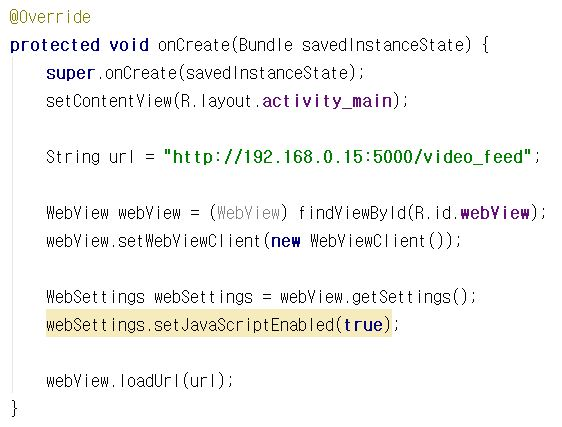 @Override
protected void onCreate(Bundle savedInstanceState) {
super.onCreate(savedInstanceState);
setContentView(R.layout.activity_main);
String url = "http://192.168.0.15:5000/video_feed";
WebView webView = (WebView) findViewById(R.id.webView);
webView.setWebViewClient(new WebViewClient());
WebSettings webSettings = webView.getSettings();
webSettings.setJavaScriptEnabled(true);
webView.loadUrl(url);
}